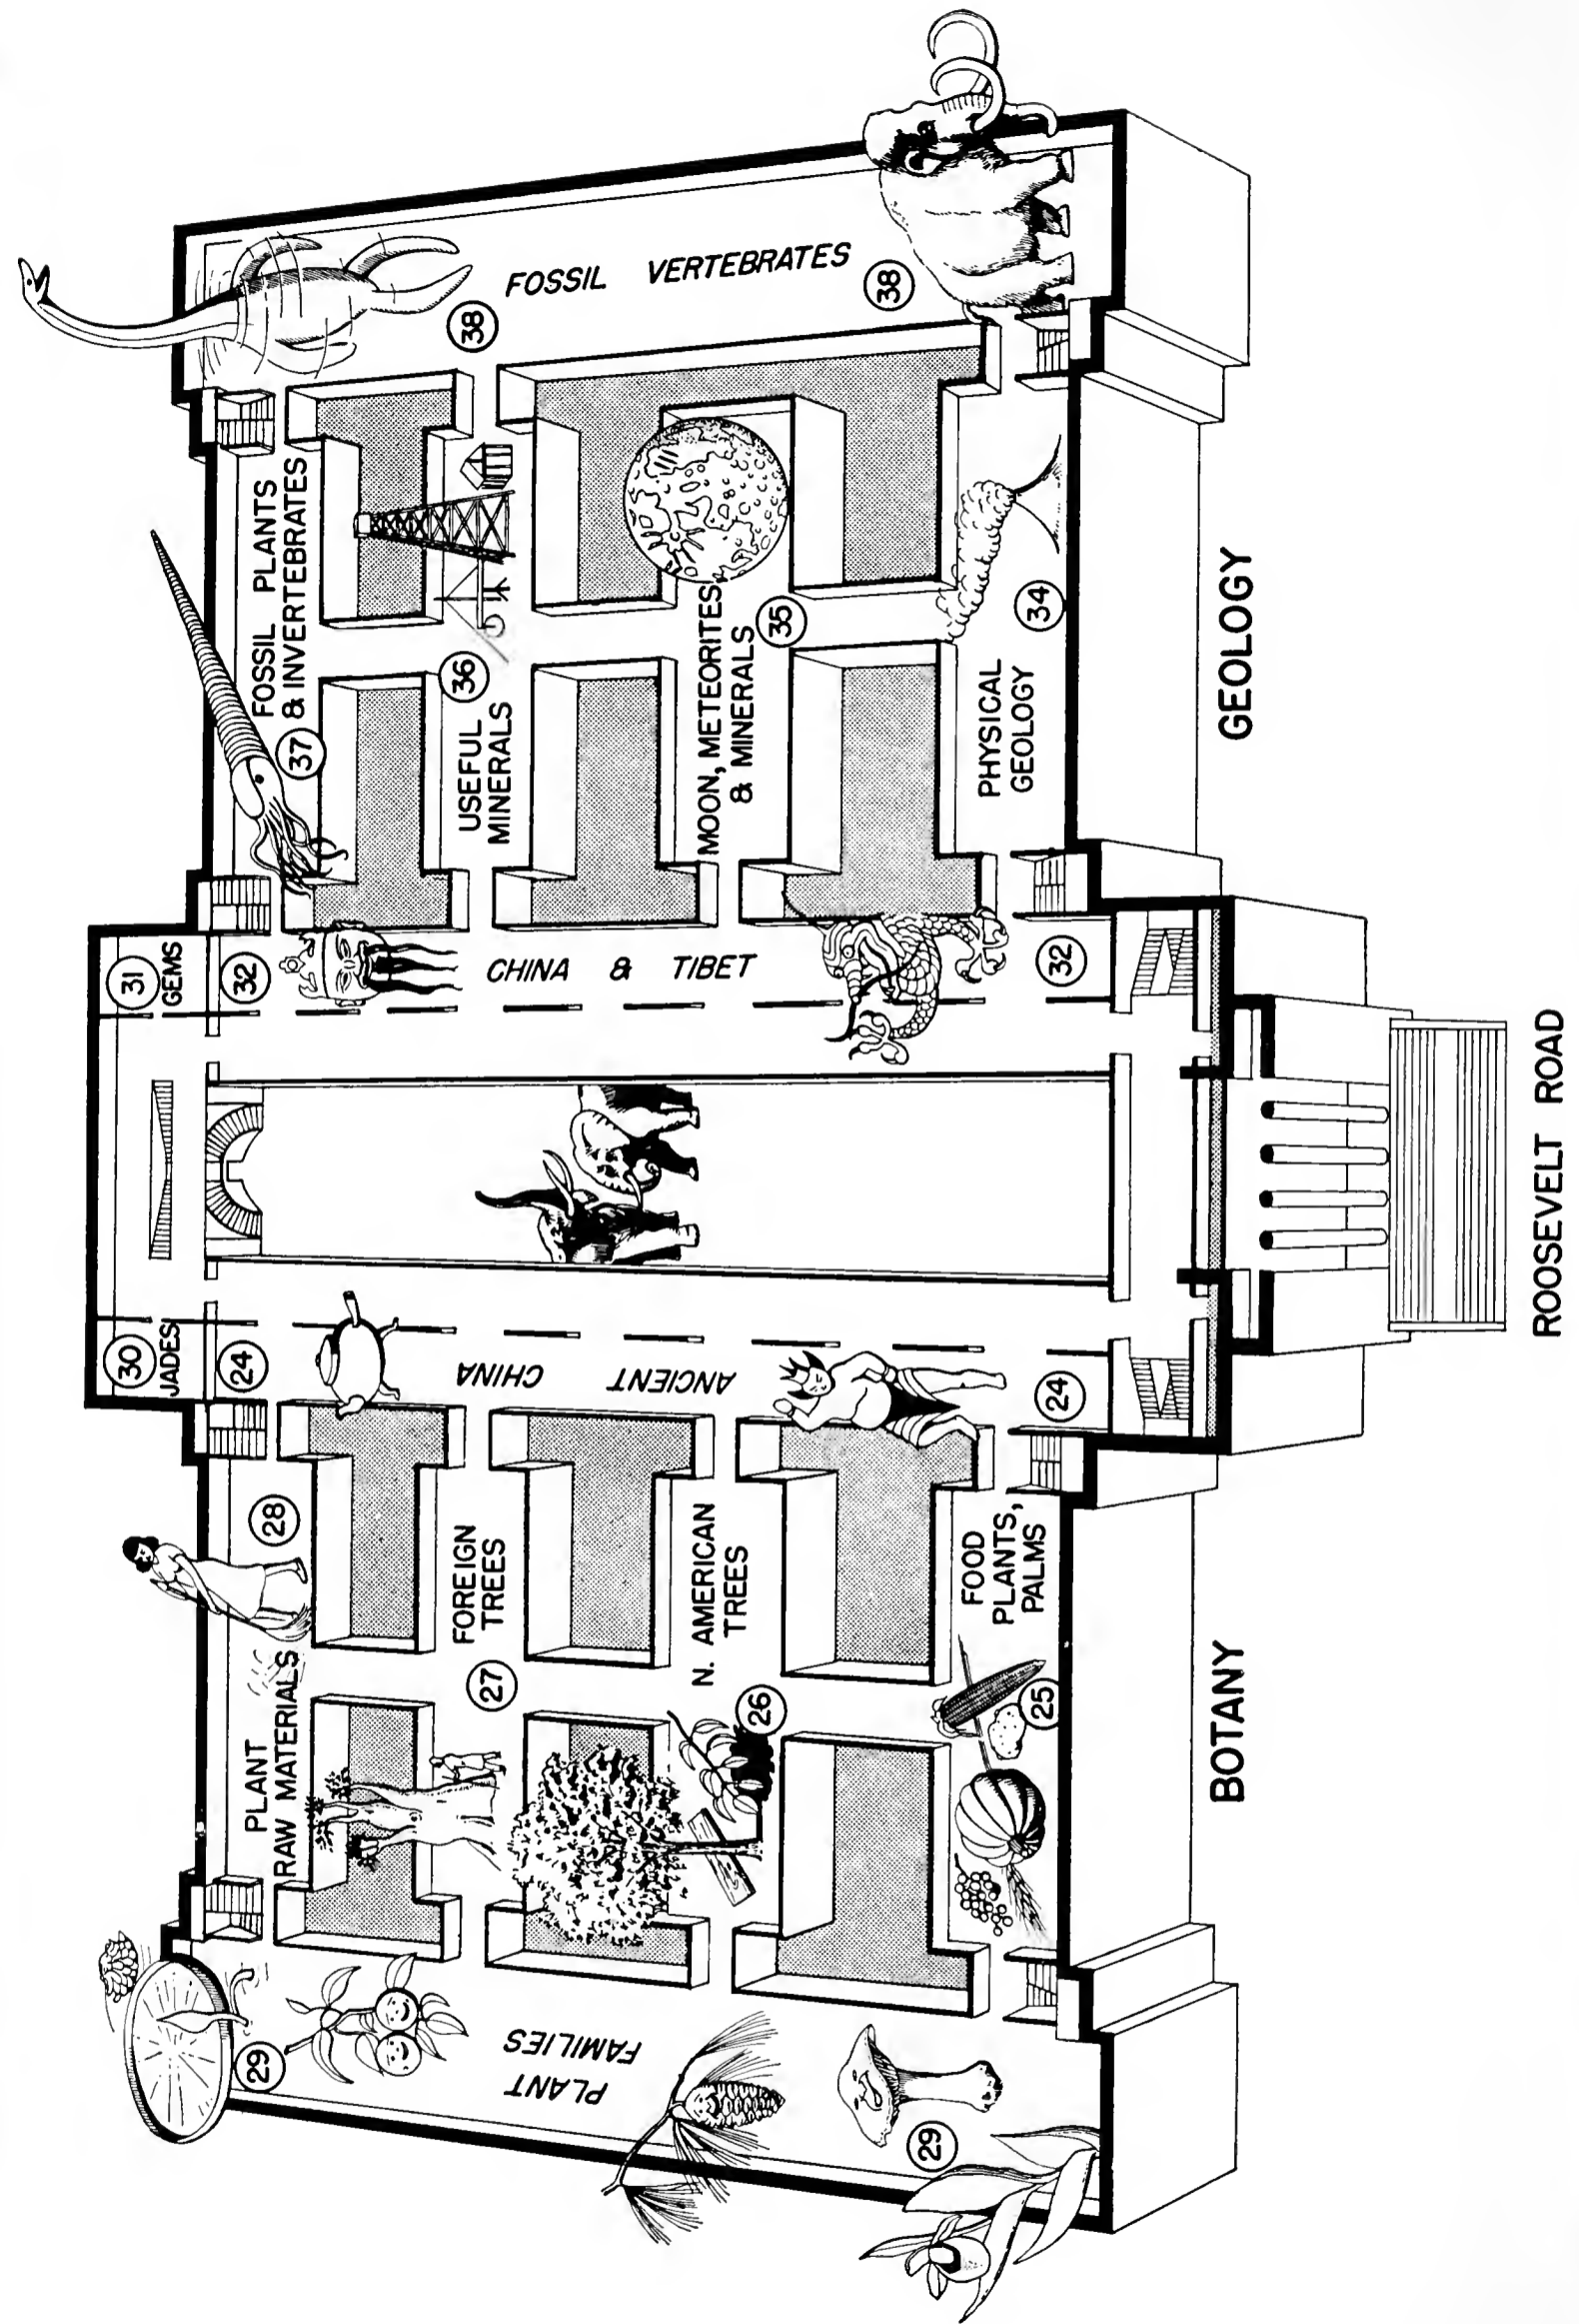 29
PLANT
FAMILIES
29
PLANT
RAW MATERIALS
28
FOREIGN
TREES
27
N. AMERICAN
TREES
26
FOOD
PLANTS,
PALMS
25
BOTANY
30
JADES
24
ANCIENT CHINA
24
31
GEMS
32
CHINA & TIBET
32
ROOSEVELT ROAD
FOSSIL PLANTS
& INVERTEBRATES
37
36
USEFUL
MINERALS
MOON, METEORITES
& MINERALS
35
PHYSICAL
GEOLOGY
34
GEOLOGY
38
FOSSIL VERTEBRATES
38